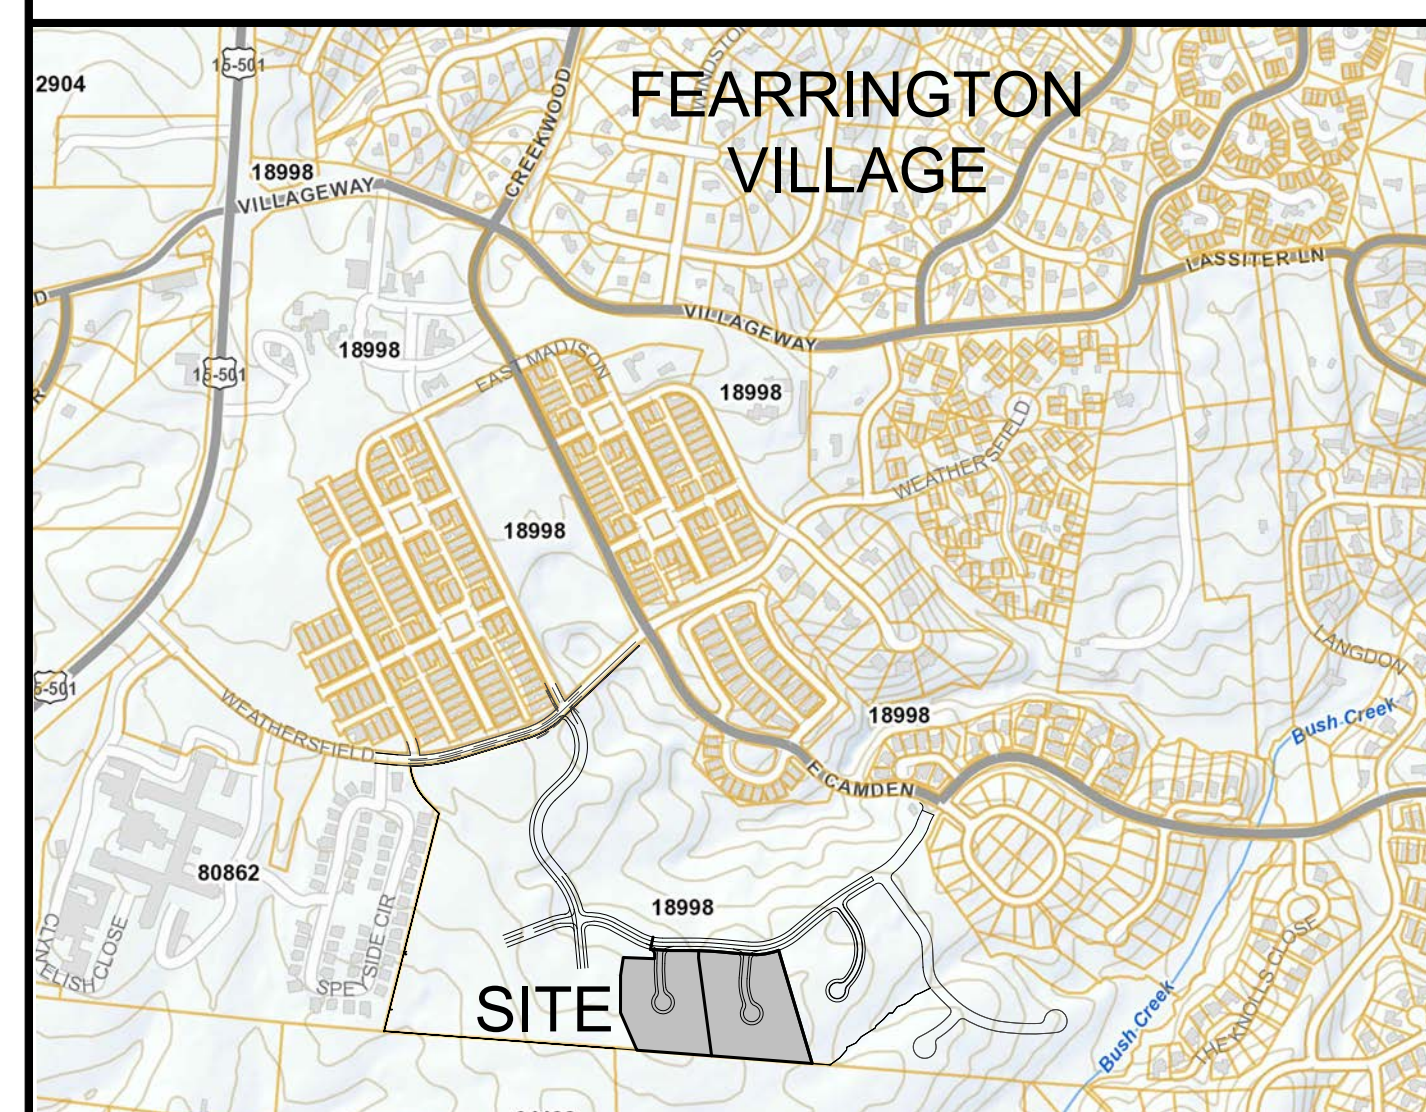 15-501
2904
FEARRINGTON
VILLAGE
CREEKWOOD
18998
VILLAGEWAY
LASSITER LN
VILLAGEWAY
18998
EAST MADISON
15-501
18998
WEATHERSFIELD
18998
LANGDON
5-501
WEATHERSFIELD
18998
Bush Creek
E CAMDEN
80862
18998
CLYNELISH CLOSE
SPEYSIDE CIR
SITE
THE KNOLLS CLOSE
Bush Creek